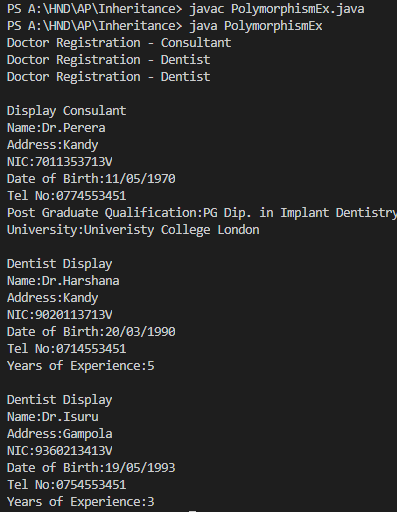 PS A:\HND\AP\Inheritance> javac PolymorphismEx.java
PS A:\HND\AP\Inheritance> java PolymorphismEx
Doctor Registration - Consultant
Doctor Registration - Dentist
Doctor Registration - Dentist
Display Consulant
Name:Dr.Perera
Address:Kandy
NIC:7011353713V
Date of Birth:11/05/1970
Tel No:0774553451
Post Graduate Qualification:PG Dip. in Implant Dentistry
University:Univeristy College London
Dentist Display
Name:Dr.Harshana
Address:Kandy
NIC:9020113713V
Date of Birth:20/03/1990
Tel No:0714553451
Years of Experience:5
Dentist Display
Name:Dr.Isuru
Address:Gampola
NIC:9360213413V
Date of Birth:19/05/1993
Tel No:0754553451
Years of Experience:3